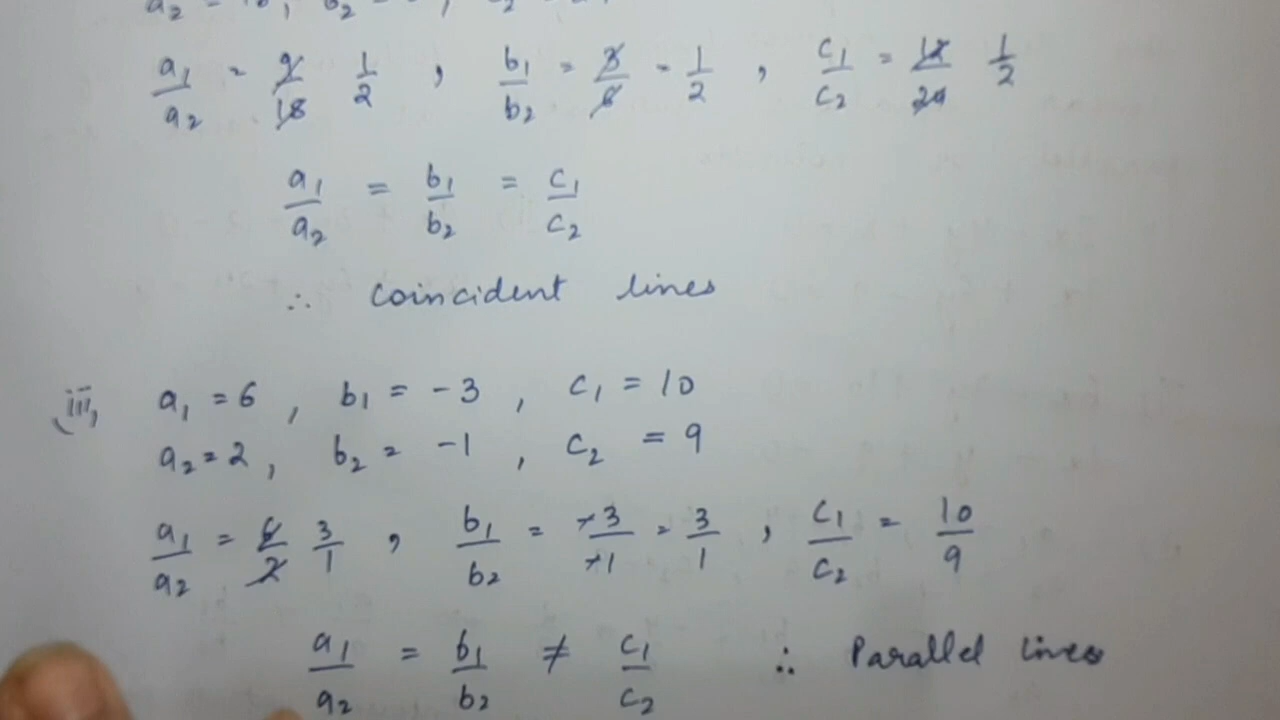 a₁/a₂ = 9/18 1/2 , b₁/b₂ = 3/6 = 1/2 , c₁/c₂ = 12/24 1/2
a₁/a₂ = b₁/b₂ = c₁/c₂
∴ Coincident lines
(iii, a₁ = 6 , b₁ = -3 , c₁ = 10
a₂ = 2 , b₂ = -1 , c₂ = 9
a₁/a₂ = 6/2 3/1 , b₁/b₂ = -3/-1 = 3/1 , c₁/c₂ = 10/9
a₁/a₂ = b₁/b₂ ≠ c₁/c₂ ∴ Parallel lines